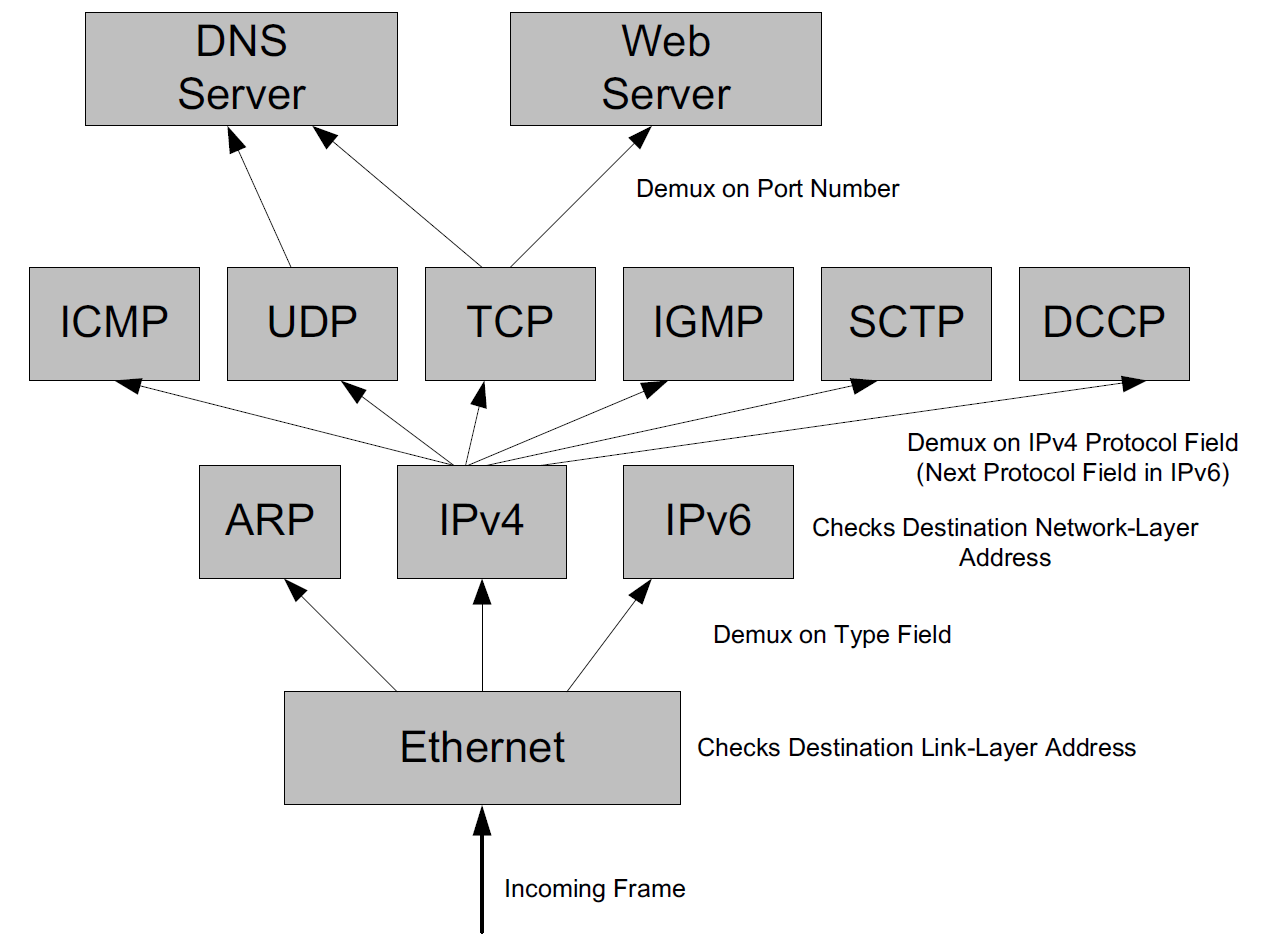 DNS
Server
Web
Server
Demux on Port Number
ICMP
UDP
TCP
IGMP
SCTP
DCCP
Demux on IPv4 Protocol Field
(Next Protocol Field in IPv6)
ARP
IPv4
IPv6
Checks Destination Network-Layer
Address
Demux on Type Field
Ethernet
Checks Destination Link-Layer Address
Incoming Frame